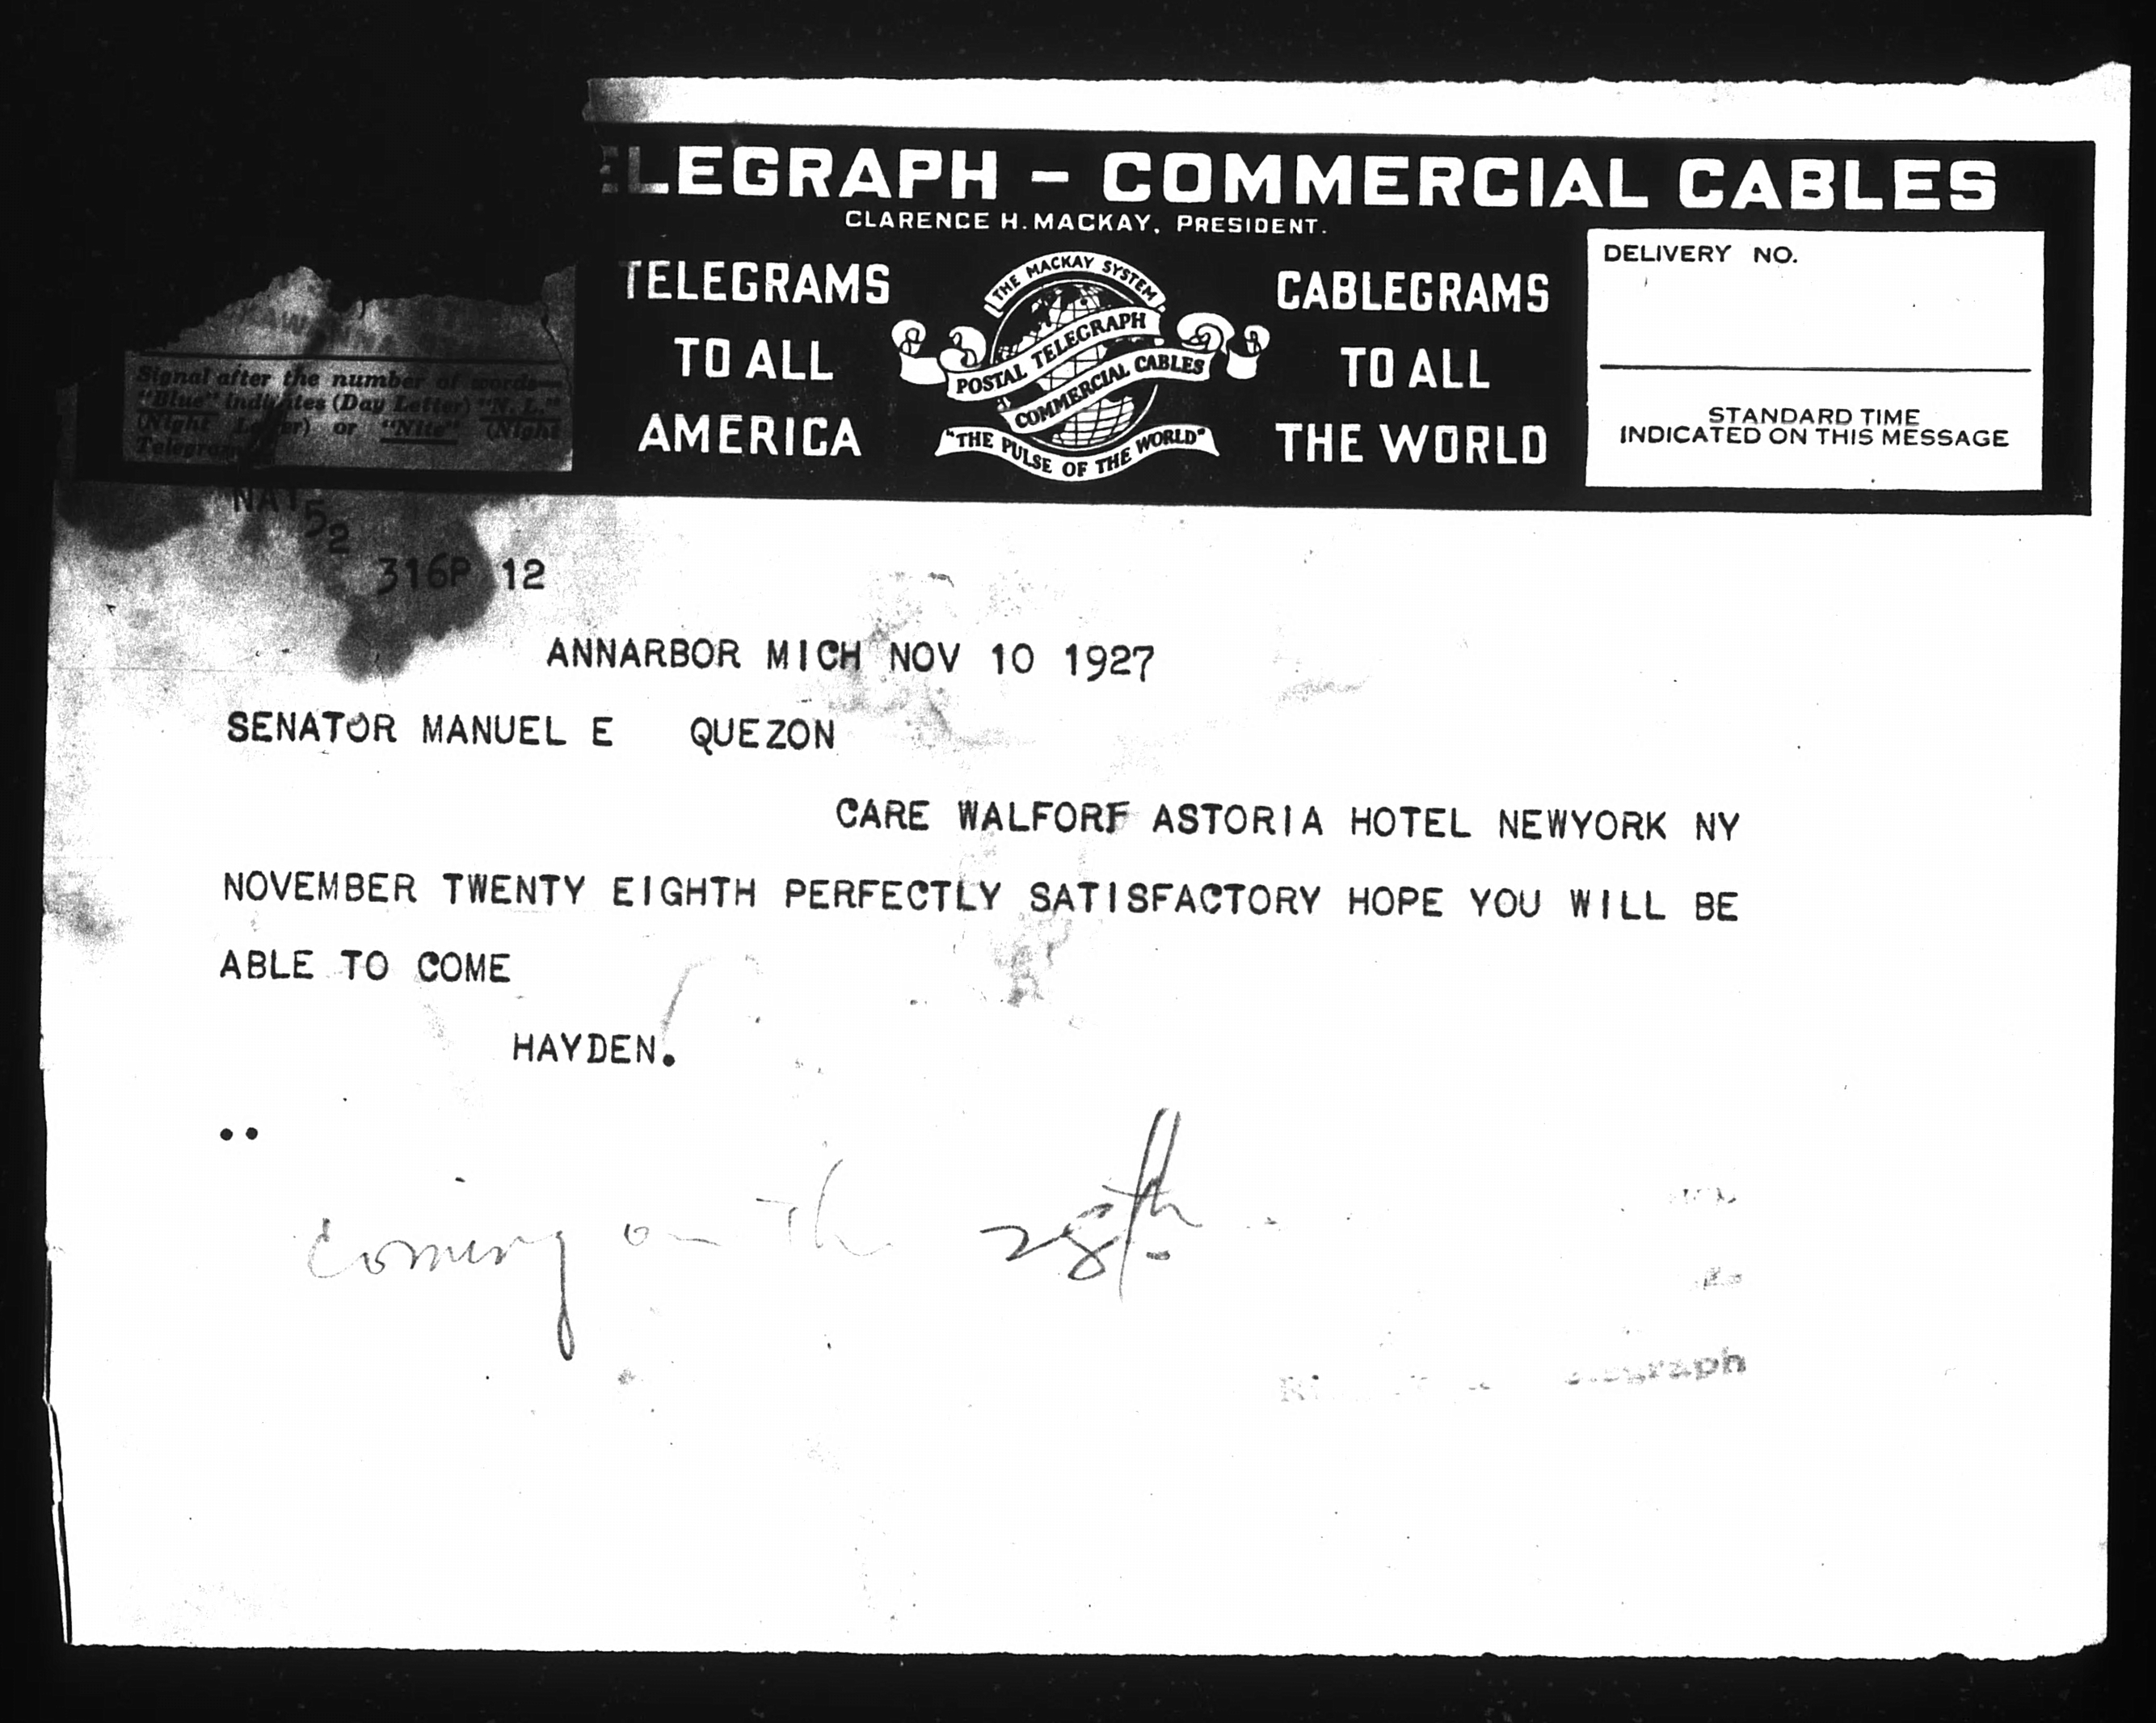 ELEGRAPH - COMMERCIAL CABLES
CLARENCE H. MACKAY, PRESIDENT.
TELEGRAMS
TO ALL
AMERICA
THE MACKAY SYSTEM
POSTAL TELEGRAPH
COMMERCIAL CABLES
"THE PULSE OF THE WORLD"
CABLEGRAMS
TO ALL
THE WORLD
DELIVERY NO.
STANDARD TIME
INDICATED ON THIS MESSAGE
Signal after the number of words—
"Blue" indicates (Day Letter) "N. L."
(Night Letter) or "Nite" (Night
Telegram
52
316P 12
ANNARBOR MICH NOV 10 1927
SENATOR MANUEL E QUEZON
CARE WALFORF ASTORIA HOTEL NEWYORK NY
NOVEMBER TWENTY EIGHTH PERFECTLY SATISFACTORY HOPE YOU WILL BE
ABLE TO COME
HAYDEN.
..
Coming on th 28th.